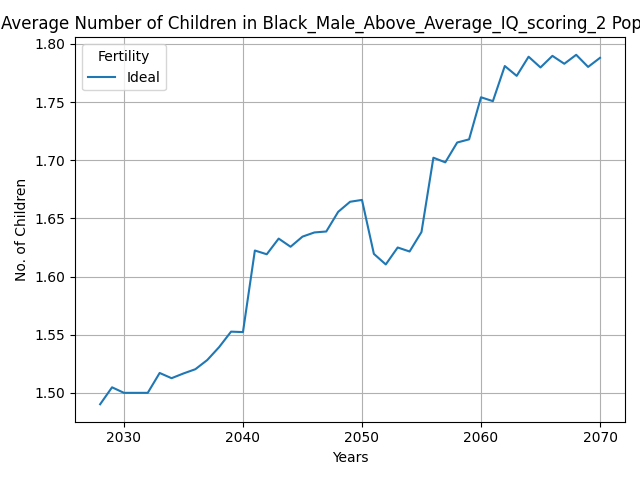 Average Number of Children in Black_Male_Above_Average_IQ_scoring_2 Pop
Fertility
Ideal
No. of Children
1.80
1.75
1.70
1.65
1.60
1.55
1.50
2030 2040 2050 2060 2070
Years